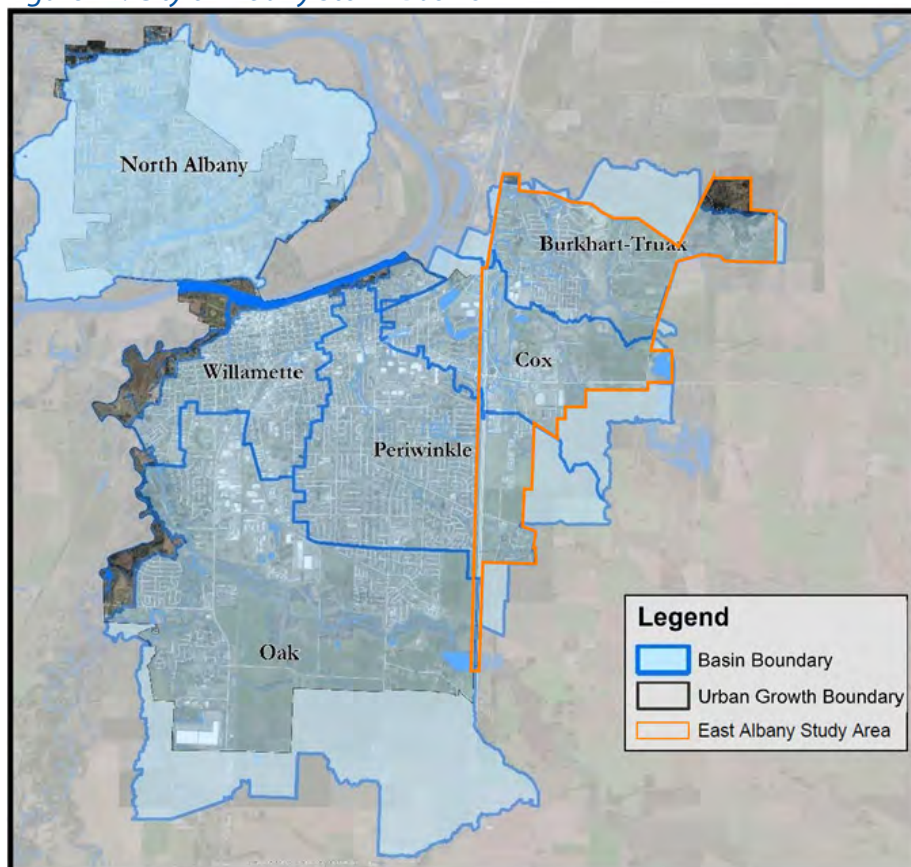 North Albany
Burkhart-Truax
Cox
Willamette
Periwinkle
Oak
Legend
Basin Boundary
Urban Growth Boundary
East Albany Study Area